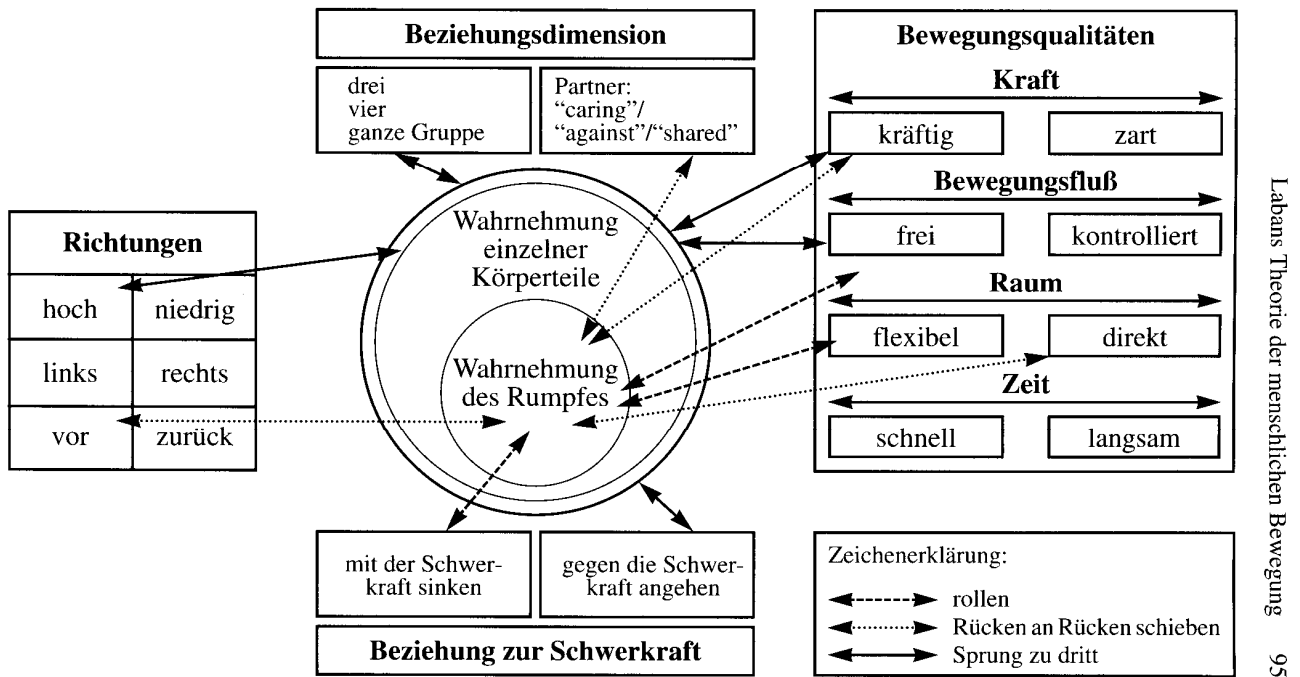 Beziehungsdimension
drei
vier
ganze Gruppe
Partner:
“caring”/
“against”/“shared”
Richtungen
hoch niedrig
links rechts
vor zurück
Wahrnehmung
einzelner
Körperteile
Wahrnehmung
des Rumpfes
Bewegungsqualitäten
Kraft
kräftig zart
Bewegungsfluß
frei kontrolliert
Raum
flexibel direkt
Zeit
schnell langsam
mit der Schwer-
kraft sinken
gegen die Schwer-
kraft angehen
Beziehung zur Schwerkraft
Zeichenerklärung:
rollen
Rücken an Rücken schieben
Sprung zu dritt
Labans Theorie der menschlichen Bewegung 95